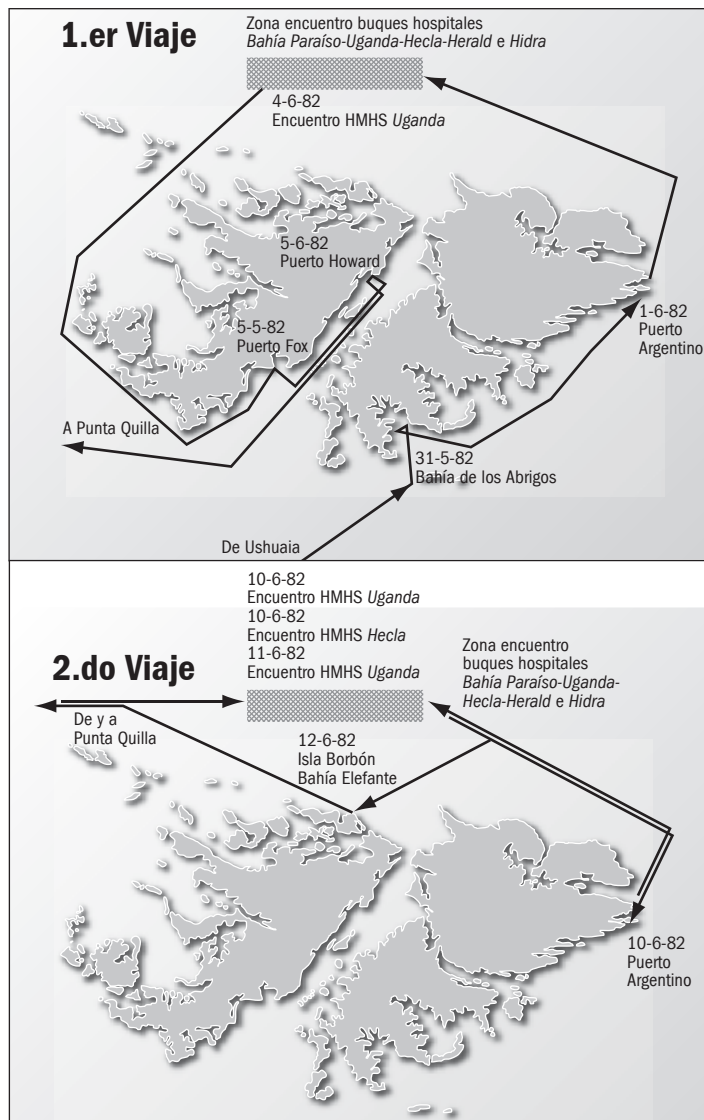 1.er Viaje
Zona encuentro buques hospitales
Bahía Paraíso-Uganda-Hecla-Herald e Hidra
4-6-82
Encuentro HMHS Uganda
5-6-82
Puerto Howard
5-5-82
Puerto Fox
1-6-82
Puerto
Argentino
A Punta Quilla
31-5-82
Bahía de los Abrigos
De Ushuaia
10-6-82
Encuentro HMHS Uganda
10-6-82
Encuentro HMHS Hecla
11-6-82
Encuentro HMHS Uganda
2.do Viaje
Zona encuentro
buques hospitales
Bahía Paraíso-Uganda-
Hecla-Herald e Hidra
De y a
Punta Quilla
12-6-82
Isla Borbón
Bahía Elefante
10-6-82
Puerto
Argentino